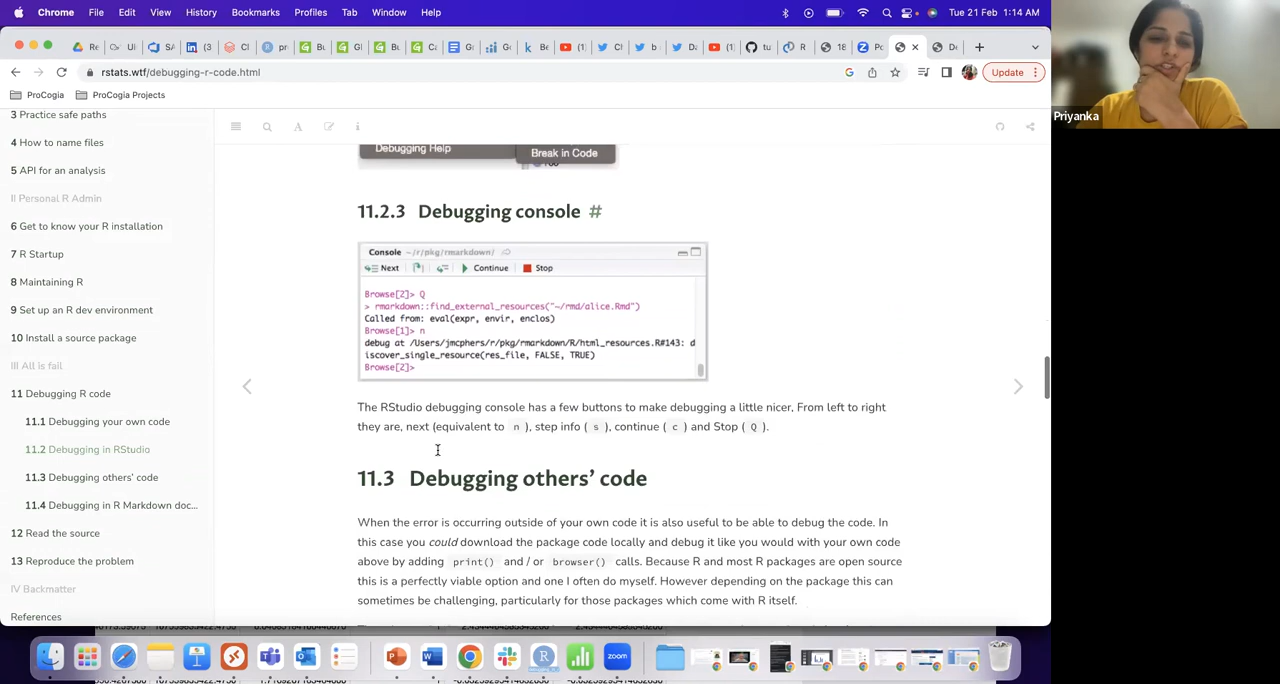 Chrome File Edit View History Bookmarks Profiles Tab Window Help Tue 21 Feb 1:14 AM
rstats.wtf/debugging-r-code.html
Update
ProCogia ProCogia Projects
Priyanka
3 Practice safe paths
4 How to name files
5 API for an analysis
II Personal R Admin
6 Get to know your R installation
7 R Startup
8 Maintaining R
9 Set up an R dev environment
10 Install a source package
III All is fail
11 Debugging R code
11.1 Debugging your own code
11.2 Debugging in RStudio
11.3 Debugging others' code
11.4 Debugging in R Markdown doc...
12 Read the source
13 Reproduce the problem
IV Backmatter
References
Debugging Help
Break in Code
11.2.3 Debugging console #
Console ~/r/pkg/rmarkdown/
Next Continue Stop
Browse[2]> Q
> rmarkdown::find_external_resources("~/rmd/alice.Rmd")
Called from: eval(expr, envir, enclos)
Browse[1]> n
debug at /Users/jmcphers/r/pkg/rmarkdown/R/html_resources.R#143: d
iscover_single_resource(res_file, FALSE, TRUE)
Browse[2]>
The RStudio debugging console has a few buttons to make debugging a little nicer, From left to right
they are, next (equivalent to n ), step info ( s ), continue ( c ) and Stop ( Q ).
11.3 Debugging others' code
When the error is occurring outside of your own code it is also useful to be able to debug the code. In
this case you could download the package code locally and debug it like you would with your own code
above by adding print() and / or browser() calls. Because R and most R packages are open source
this is a perfectly viable option and one I often do myself. However depending on the package this can
sometimes be challenging, particularly for those packages which come with R itself.
zoom